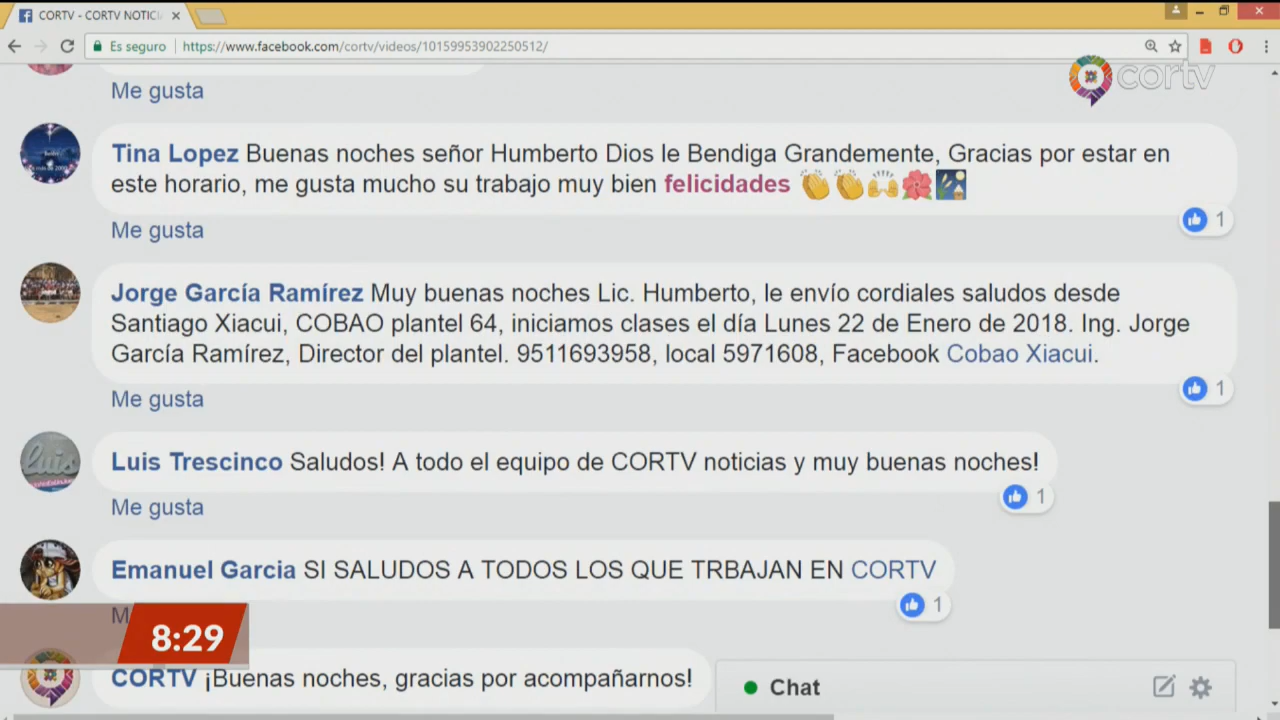 CORTV - CORTV NOTICI
Es seguro
https://www.facebook.com/cortv/videos/10159953902250512/
cortv
Me gusta
Tina Lopez Buenas noches señor Humberto Dios le Bendiga Grandemente, Gracias por estar en
este horario, me gusta mucho su trabajo muy bien felicidades 👏👏🙌🌺🎑
1
Me gusta
Jorge García Ramírez Muy buenas noches Lic. Humberto, le envío cordiales saludos desde
Santiago Xiacui, COBAO plantel 64, iniciamos clases el día Lunes 22 de Enero de 2018. Ing. Jorge
García Ramírez, Director del plantel. 9511693958, local 5971608, Facebook Cobao Xiacui.
1
Me gusta
Luis Trescinco Saludos! A todo el equipo de CORTV noticias y muy buenas noches!
1
Me gusta
Emanuel Garcia SI SALUDOS A TODOS LOS QUE TRBAJAN EN CORTV
1
M
8:29
CORTV ¡Buenas noches, gracias por acompañarnos!
Chat